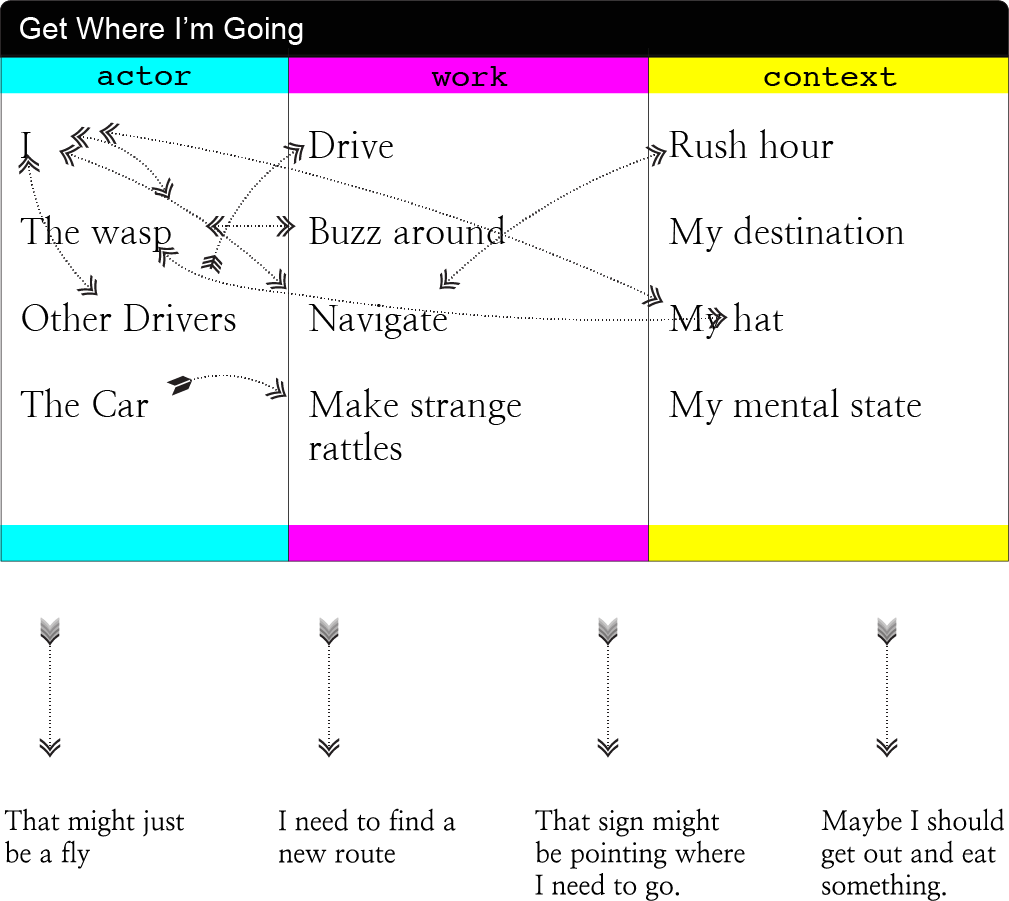 Get Where I’m Going
actor work context
I Drive Rush hour
The wasp Buzz around My destination
Other Drivers Navigate My hat
The Car Make strange My mental state
rattles
That might just
be a fly
I need to find a
new route
That sign might
be pointing where
I need to go.
Maybe I should
get out and eat
something.